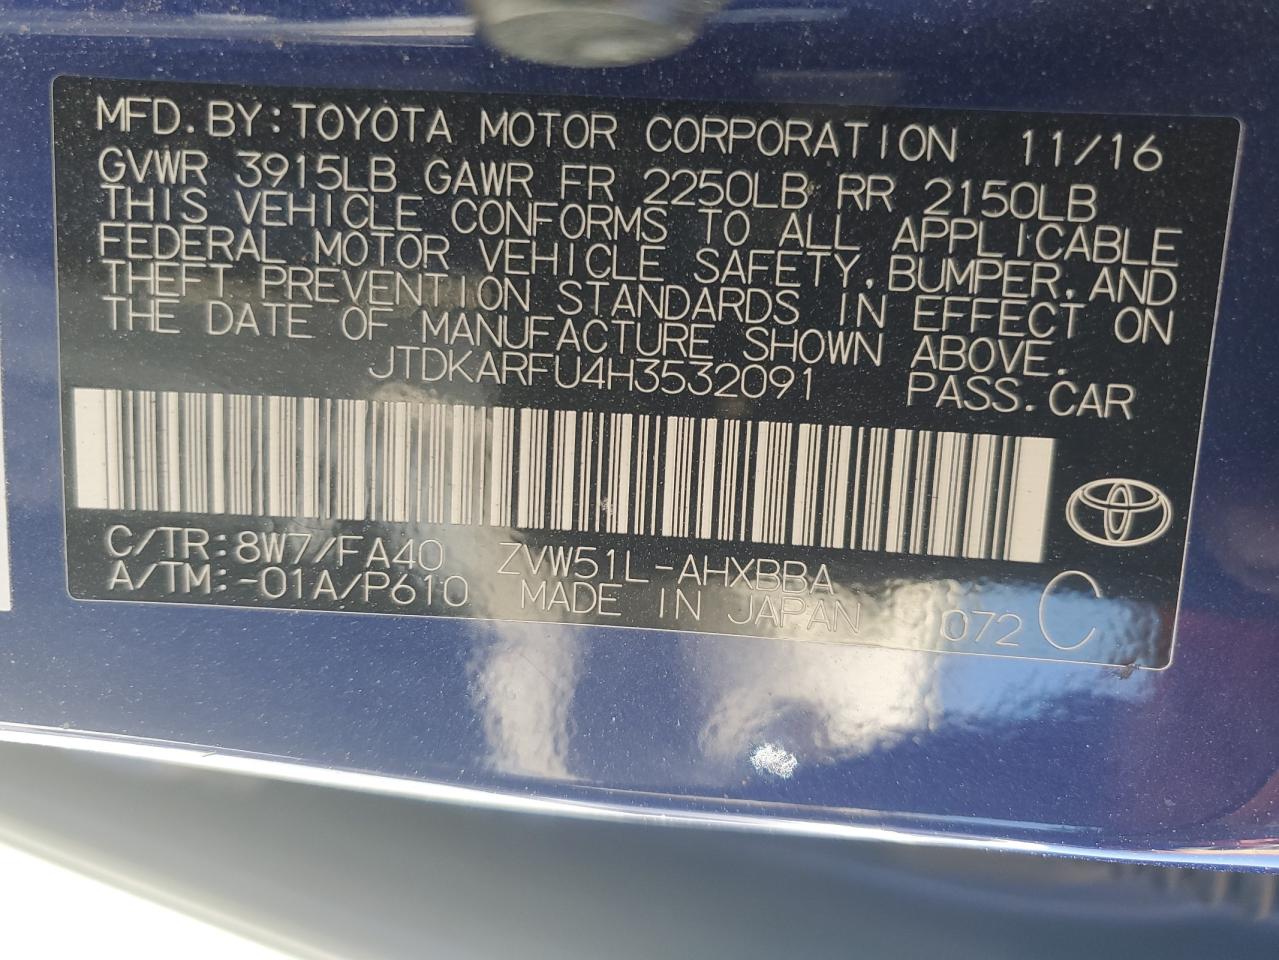 MFD.BY:TOYOTA MOTOR CORPORATION 11/16
GVWR 3915LB GAWR FR 2250LB RR 2150LB
THIS VEHICLE CONFORMS TO ALL APPLICABLE
FEDERAL MOTOR VEHICLE SAFETY,BUMPER,AND
THEFT PREVENTION STANDARDS IN EFFECT ON
THE DATE OF MANUFACTURE SHOWN ABOVE.
JTDKARFU4H3532091 PASS.CAR
C/TR:8W7/FA40 ZVW51L-AHXBBA
A/TM:-01A/P610 MADE IN JAPAN 072 C